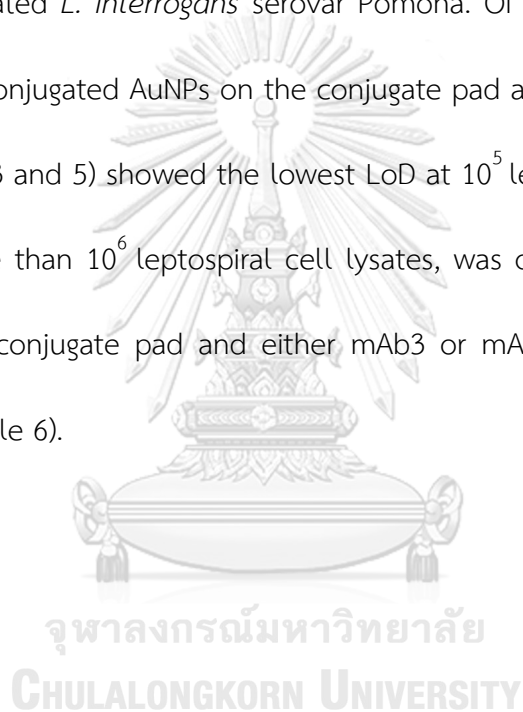 ated L. interrogans serovar Pomona. Of
onjugated AuNPs on the conjugate pad a
3 and 5) showed the lowest LoD at 10⁵ le
than 10⁶ leptospiral cell lysates, was
conjugate pad and either mAb3 or mA
le 6).
จุฬาลงกรณ์มหาวิทยาลัย
CHULALONGKORN UNIVERSITY